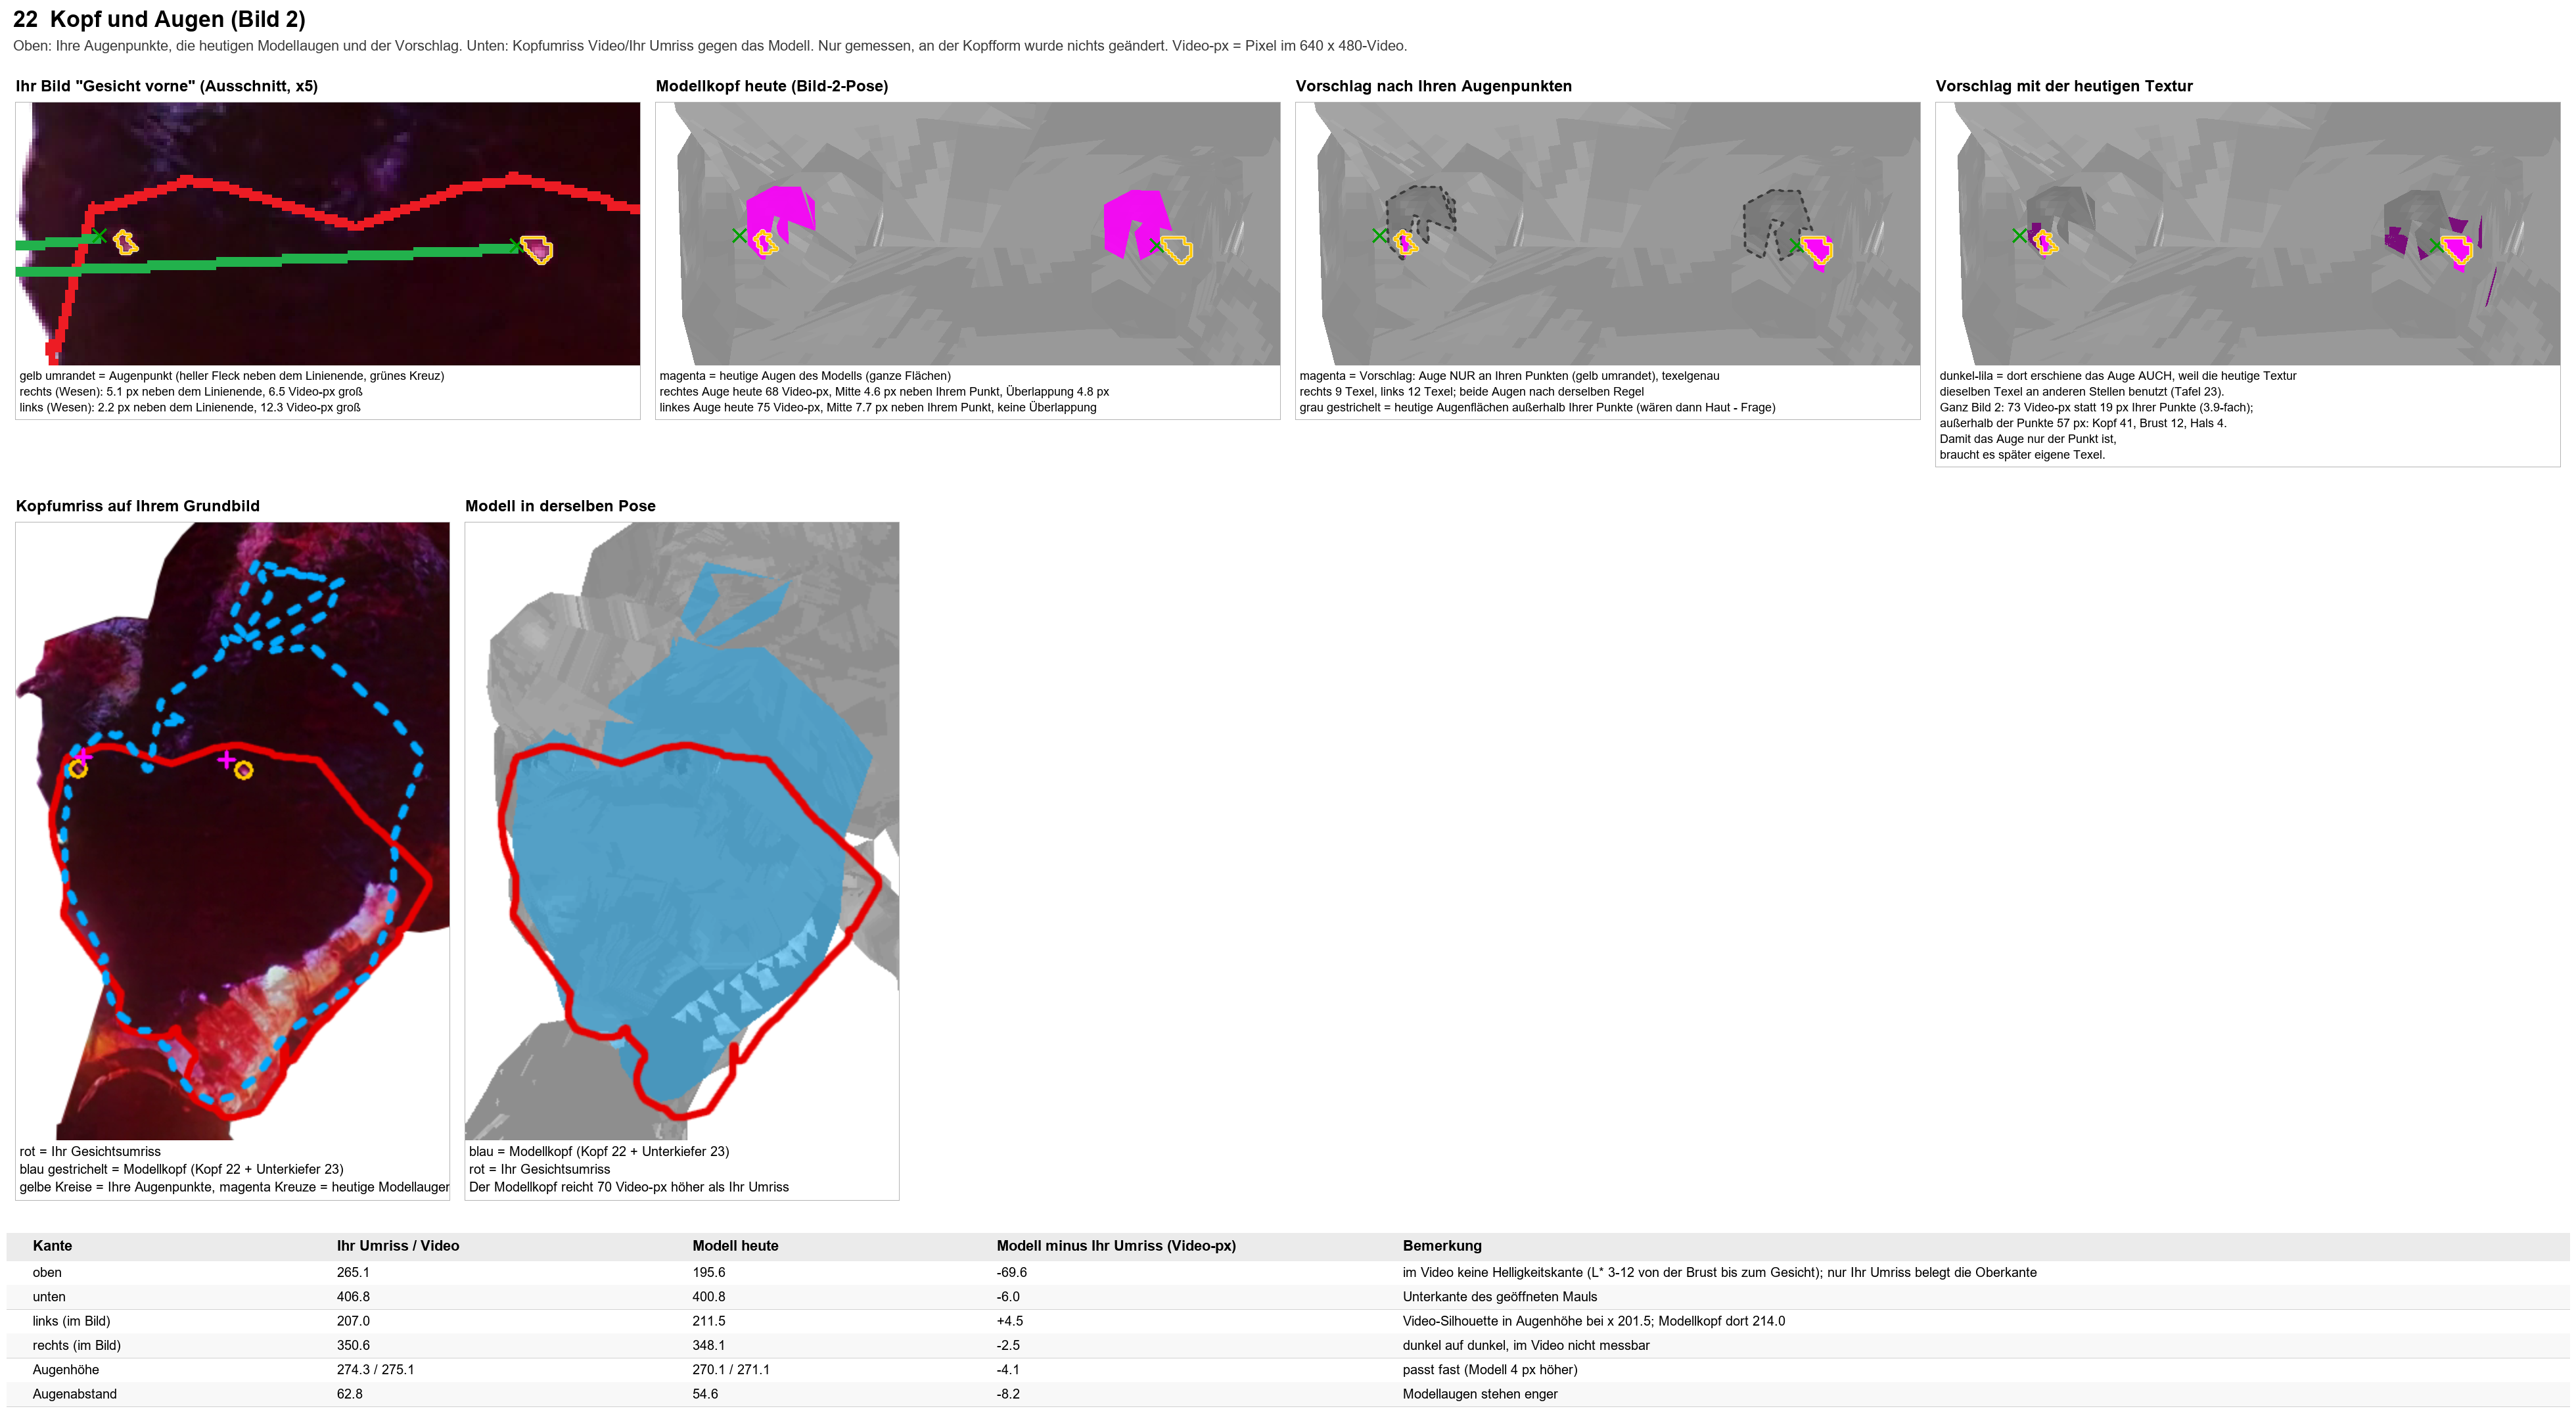 22 Kopf und Augen (Bild 2)
Oben: Ihre Augenpunkte, die heutigen Modellaugen und der Vorschlag. Unten: Kopfumriss Video/Ihr Umriss gegen das Modell. Nur gemessen, an der Kopfform wurde nichts geändert. Video-px = Pixel im 640 x 480-Video.
Ihr Bild "Gesicht vorne" (Ausschnitt, x5)
gelb umrandet = Augenpunkt (heller Fleck neben dem Linienende, grünes Kreuz)
rechts (Wesen): 5.1 px neben dem Linienende, 6.5 Video-px groß
links (Wesen): 2.2 px neben dem Linienende, 12.3 Video-px groß
Modellkopf heute (Bild-2-Pose)
magenta = heutige Augen des Modells (ganze Flächen)
rechtes Auge heute 68 Video-px, Mitte 4.6 px neben Ihrem Punkt, Überlappung 4.8 px
linkes Auge heute 75 Video-px, Mitte 7.7 px neben Ihrem Punkt, keine Überlappung
Vorschlag nach Ihren Augenpunkten
magenta = Vorschlag: Auge NUR an Ihren Punkten (gelb umrandet), texelgenau
rechts 9 Texel, links 12 Texel; beide Augen nach derselben Regel
grau gestrichelt = heutige Augenflächen außerhalb Ihrer Punkte (wären dann Haut - Frage)
Vorschlag mit der heutigen Textur
dunkel-lila = dort erschiene das Auge AUCH, weil die heutige Textur
dieselben Texel an anderen Stellen benutzt (Tafel 23).
Ganz Bild 2: 73 Video-px statt 19 px Ihrer Punkte (3.9-fach);
außerhalb der Punkte 57 px: Kopf 41, Brust 12, Hals 4.
Damit das Auge nur der Punkt ist,
braucht es später eigene Texel.
Kopfumriss auf Ihrem Grundbild
rot = Ihr Gesichtsumriss
blau gestrichelt = Modellkopf (Kopf 22 + Unterkiefer 23)
gelbe Kreise = Ihre Augenpunkte, magenta Kreuze = heutige Modellaugen
Modell in derselben Pose
blau = Modellkopf (Kopf 22 + Unterkiefer 23)
rot = Ihr Gesichtsumriss
Der Modellkopf reicht 70 Video-px höher als Ihr Umriss
Kante Ihr Umriss / Video Modell heute Modell minus Ihr Umriss (Video-px) Bemerkung
oben 265.1 195.6 -69.6 im Video keine Helligkeitskante (L* 3-12 von der Brust bis zum Gesicht); nur Ihr Umriss belegt die Oberkante
unten 406.8 400.8 -6.0 Unterkante des geöffneten Mauls
links (im Bild) 207.0 211.5 +4.5 Video-Silhouette in Augenhöhe bei x 201.5; Modellkopf dort 214.0
rechts (im Bild) 350.6 348.1 -2.5 dunkel auf dunkel, im Video nicht messbar
Augenhöhe 274.3 / 275.1 270.1 / 271.1 -4.1 passt fast (Modell 4 px höher)
Augenabstand 62.8 54.6 -8.2 Modellaugen stehen enger